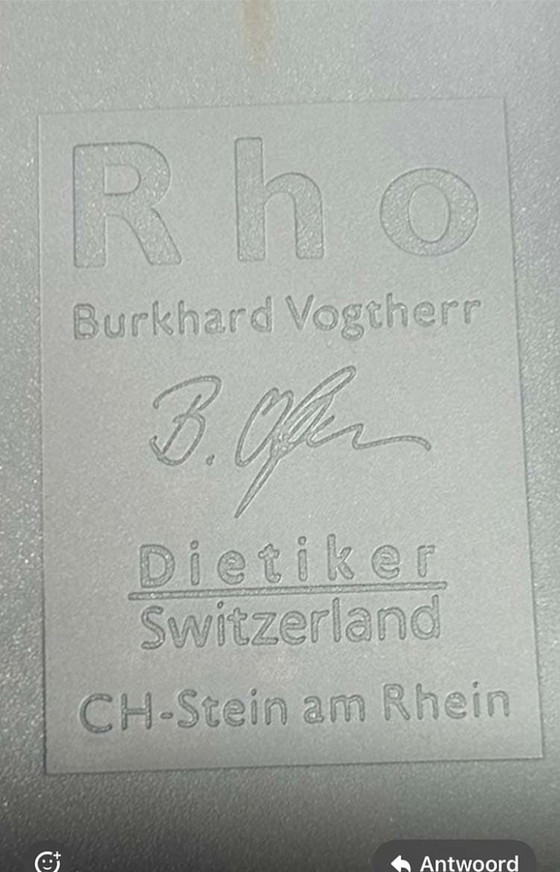 Rho
Burkhard Vogtherr
Dietiker
Switzerland
CH-Stein am Rhein
Antwoord